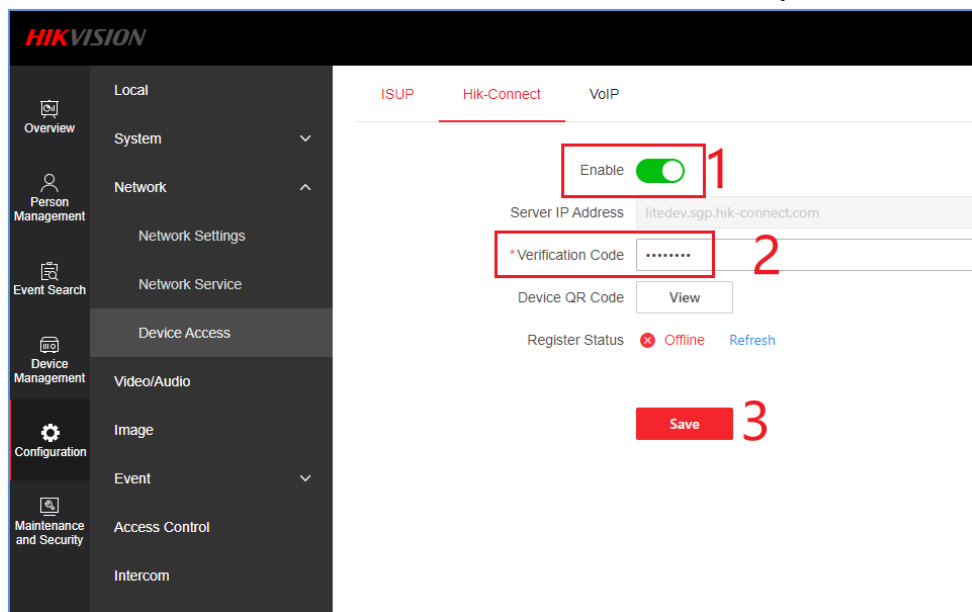 HIKVISION
Overview
Person
Management
Event Search
Device
Management
Configuration
Maintenance
and Security
Local
System
Network
Network Settings
Network Service
Device Access
Video/Audio
Image
Event
Access Control
Intercom
ISUP Hik-Connect VoIP
Enable 1
Server IP Address litedev.sgp.hik-connect.com
*Verification Code •••••••• 2
Device QR Code View
Register Status Offline Refresh
Save 3